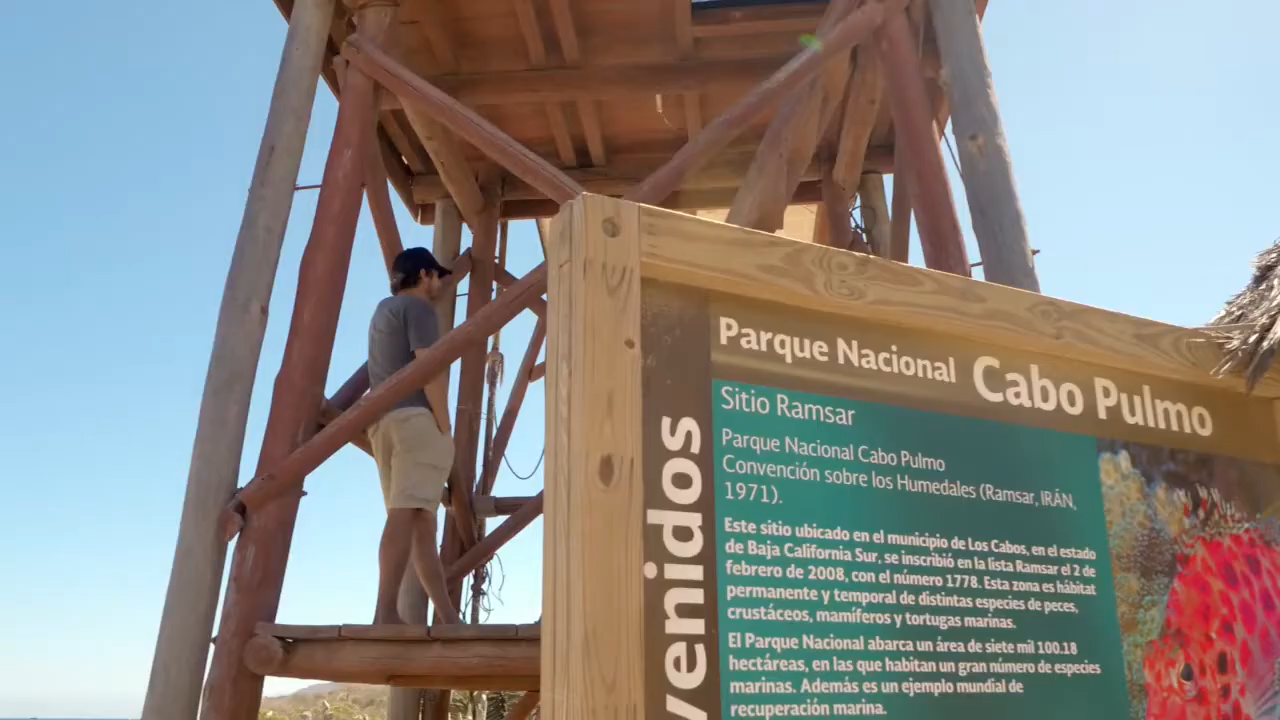 Parque Nacional Cabo Pulmo
Sitio Ramsar
Parque Nacional Cabo Pulmo
Convención sobre los Humedales (Ramsar, IRÁN,
1971).
Este sitio ubicado en el municipio de Los Cabos, en el estado
de Baja California Sur, se inscribió en la lista Ramsar el 2 de
febrero de 2008, con el número 1778. Esta zona es hábitat
permanente y temporal de distintas especies de peces,
crustáceos, mamíferos y tortugas marinas.
El Parque Nacional abarca un área de siete mil 100.18
hectáreas, en las que habitan un gran número de especies
marinas. Además es un ejemplo mundial de
recuperación marina.
venidos